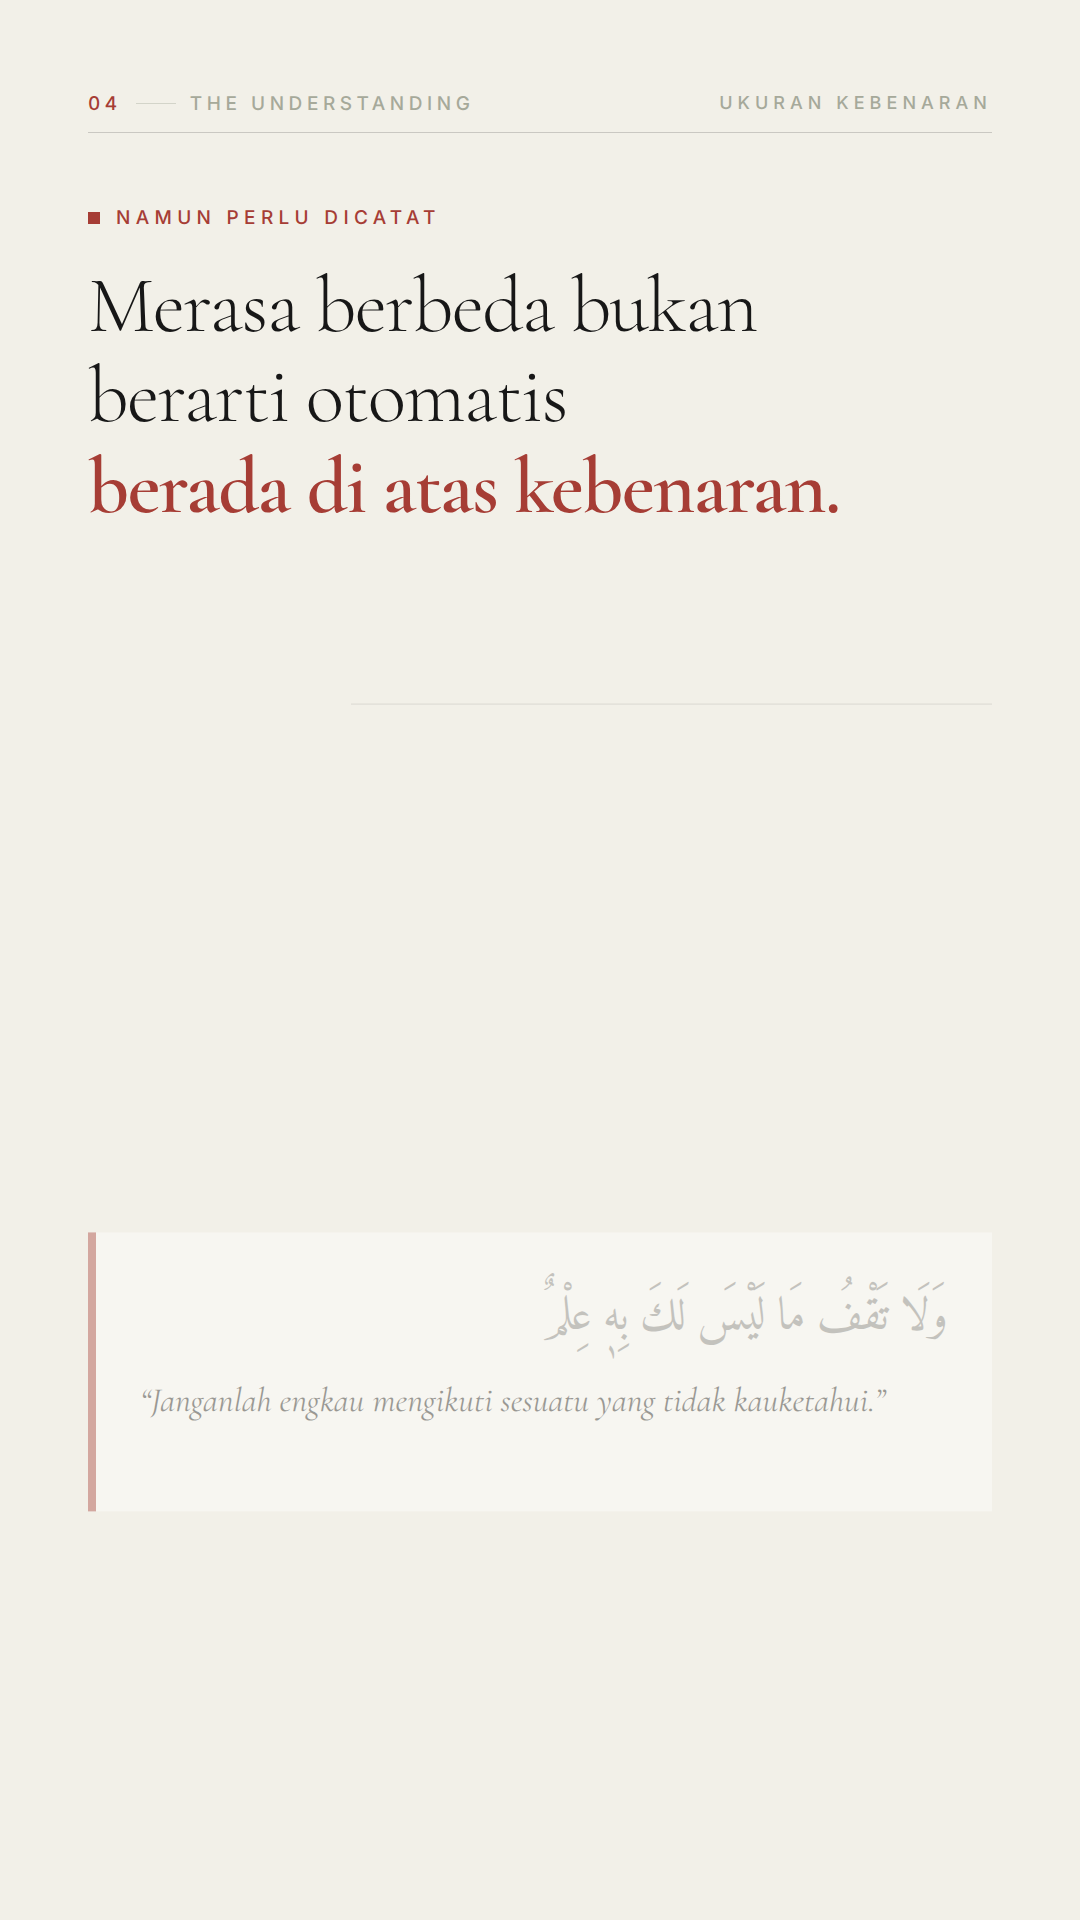 04 THE UNDERSTANDING
UKURAN KEBENARAN
NAMUN PERLU DICATAT
Merasa berbeda bukan
berarti otomatis
berada di atas kebenaran.
وَلَا تَقْفُ مَا لَيْسَ لَكَ بِهٖ عِلْمٌ
“Janganlah engkau mengikuti sesuatu yang tidak kauketahui.”